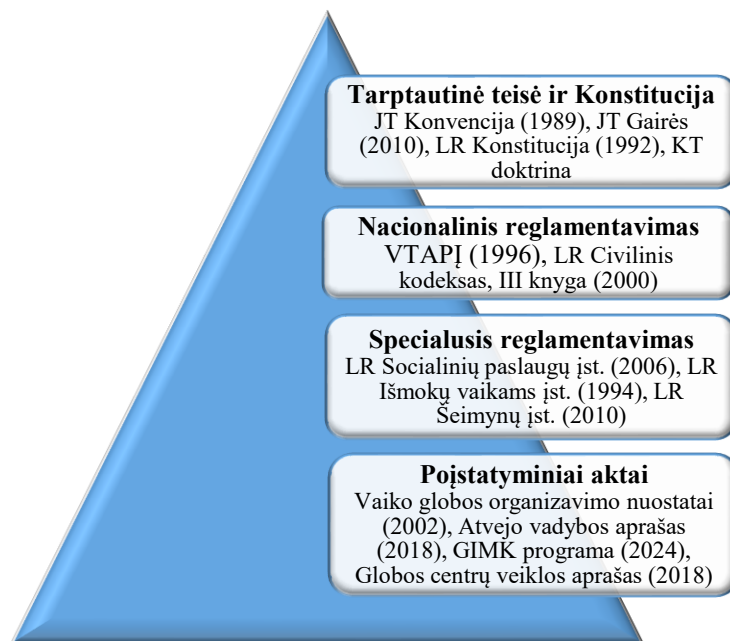 Tarptautinė teisė ir Konstitucija
JT Konvencija (1989), JT Gairės
(2010), LR Konstitucija (1992), KT
doktrina
Nacionalinis reglamentavimas
VTAPĮ (1996), LR Civilinis
kodeksas, III knyga (2000)
Specialusis reglamentavimas
LR Socialinių paslaugų įst. (2006), LR
Išmokų vaikams įst. (1994), LR
Šeimynų įst. (2010)
Poįstatyminiai aktai
Vaiko globos organizavimo nuostatai
(2002), Atvejo vadybos aprašas
(2018), GIMK programa (2024),
Globos centrų veiklos aprašas (2018)